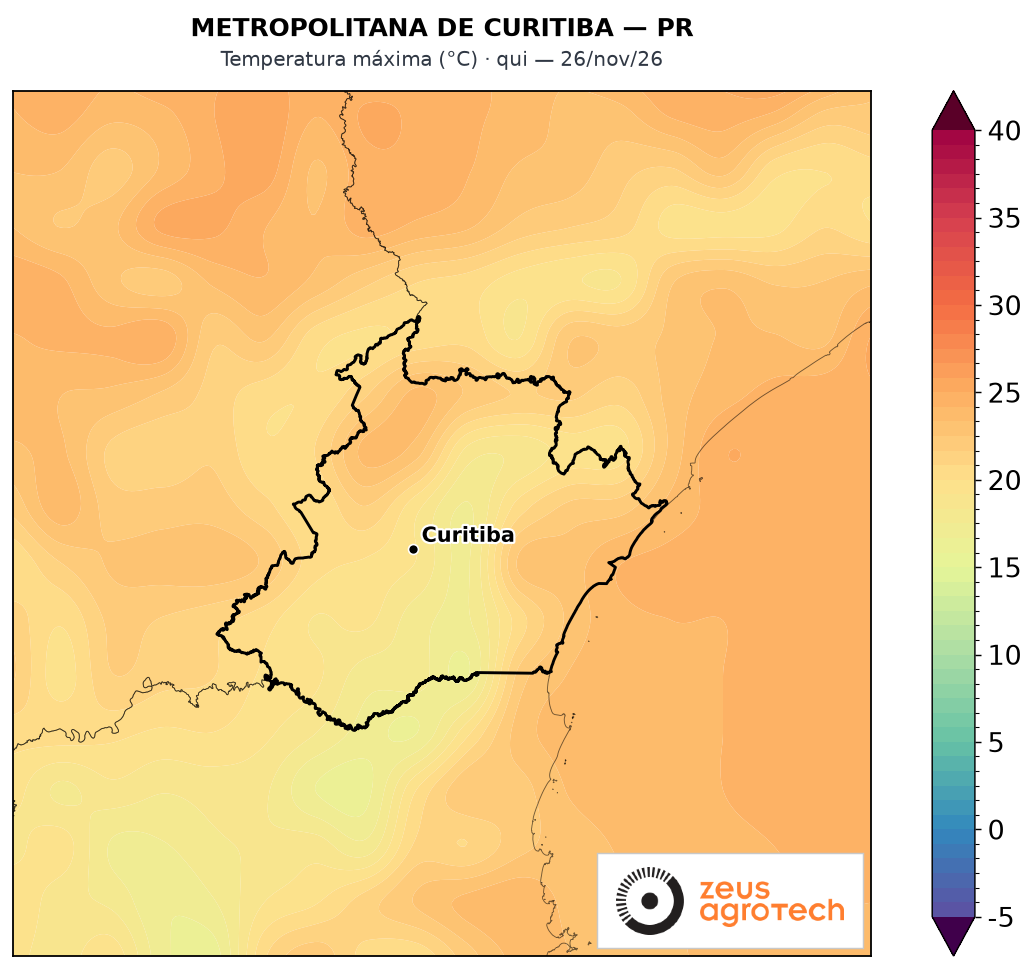 METROPOLITANA DE CURITIBA — PR
Temperatura máxima (°C) · qui — 26/nov/26
40
35
30
25
20
15
10
5
0
-5
Curitiba
zeus
agrotech